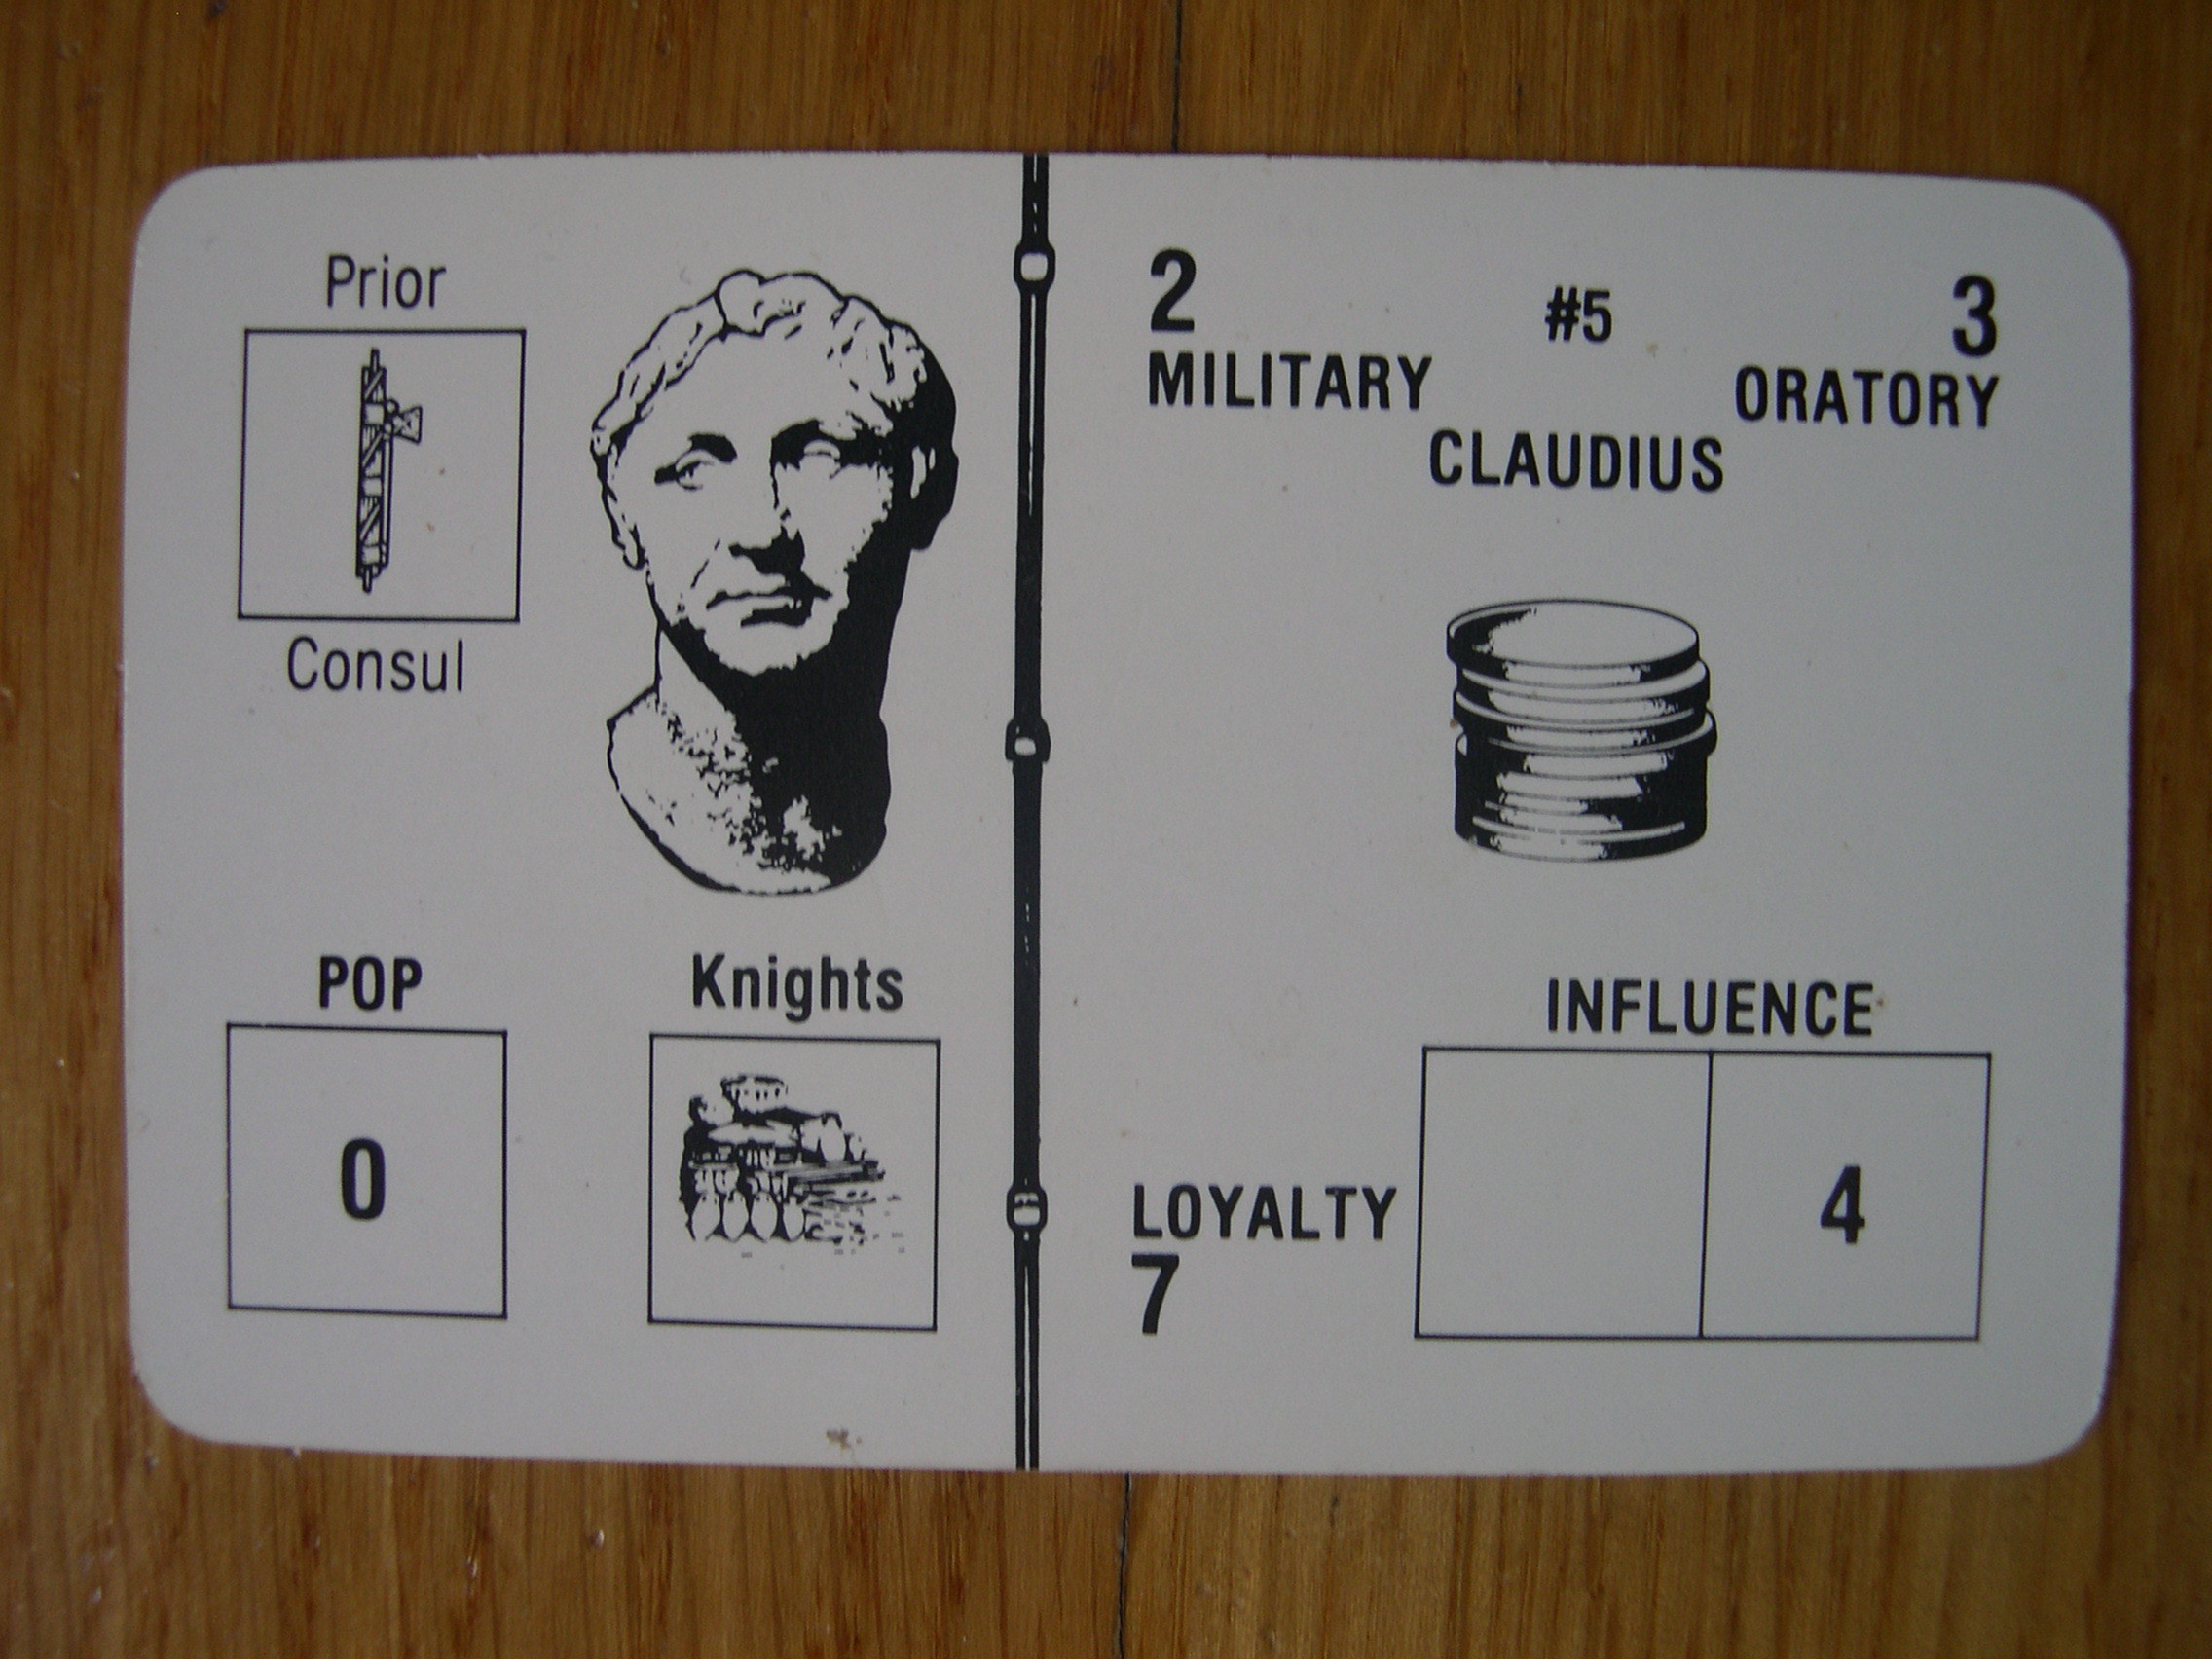 Prior
Consul
POP
0
Knights
2
MILITARY
#5
3
ORATORY
CLAUDIUS
INFLUENCE
4
LOYALTY
7